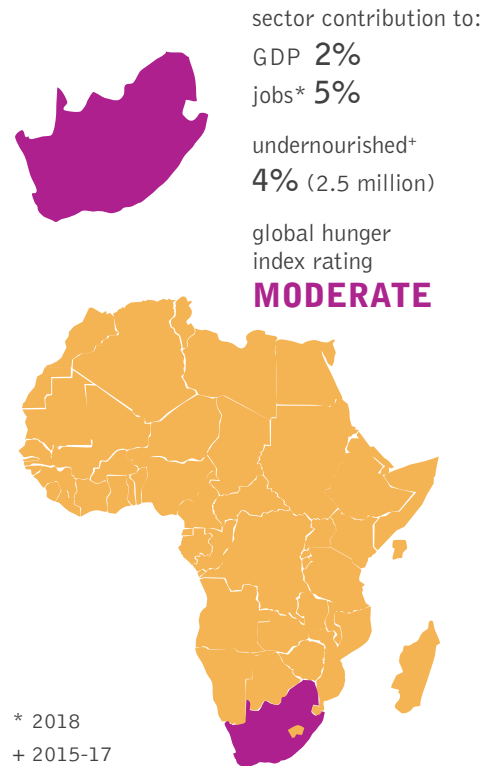 sector contribution to:
GDP 2%
jobs* 5%
undernourished+
4% (2.5 million)
global hunger
index rating
MODERATE
* 2018
+ 2015-17